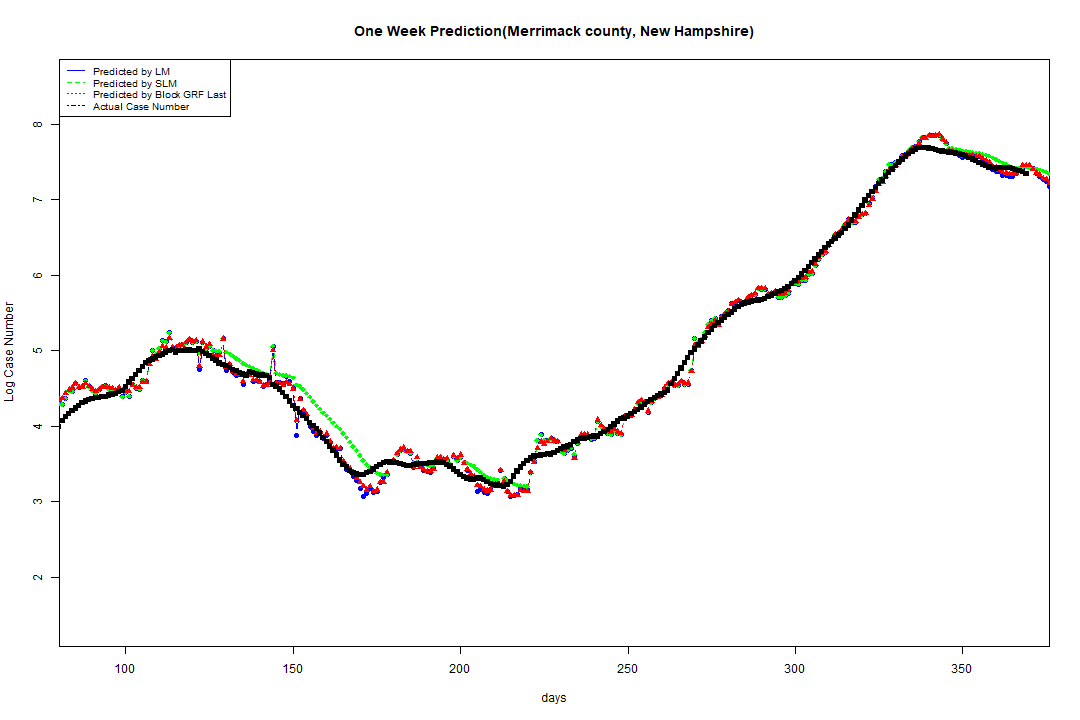 One Week Prediction(Merrimack county, New Hampshire)
Predicted by LM
Predicted by SLM
Predicted by Block GRF Last
Actual Case Number
8
7
6
5
4
3
2
Log Case Number
100 150 200 250 300 350
days